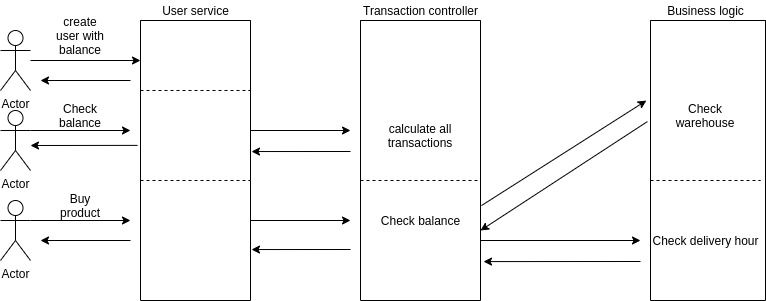 User service
Transaction controller
Business logic
create
user with
balance
Actor
Check
balance
calculate all
transactions
Check
warehouse
Actor
Buy
product
Check balance
Check delivery hour
Actor